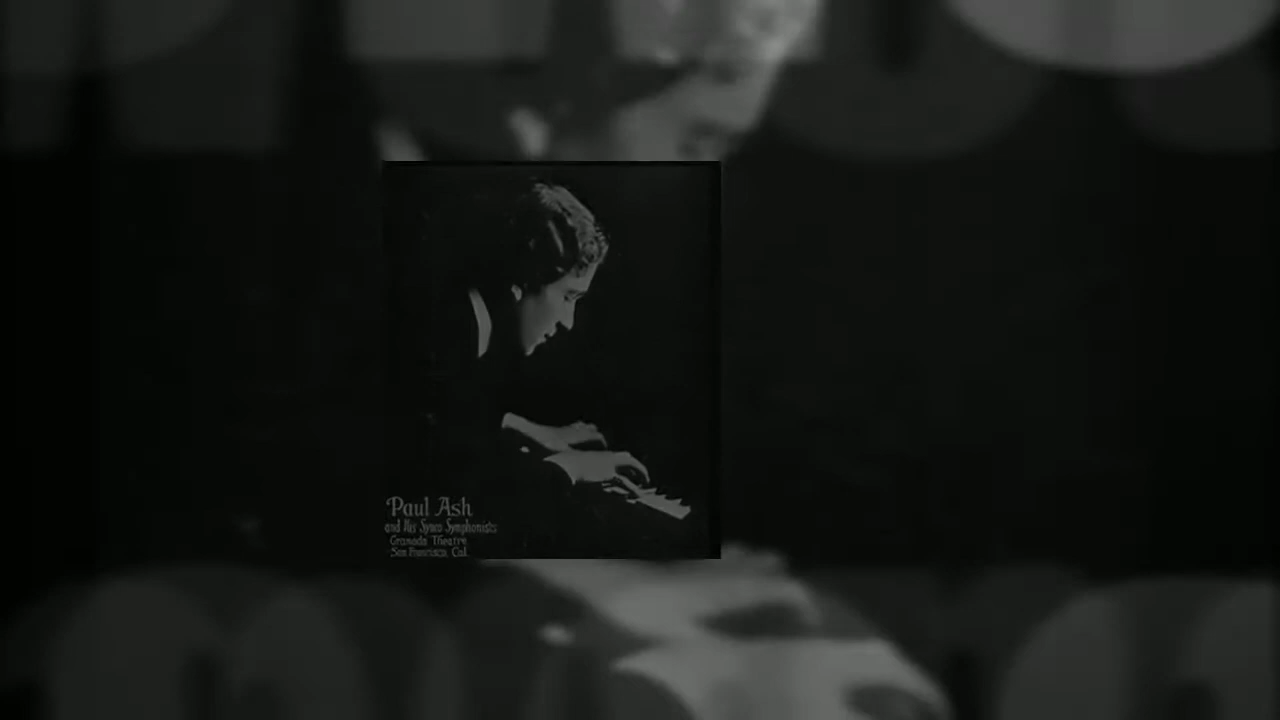 Paul Ash
and His Synco Symphonists
Granada Theatre
San Francisco, Cal.